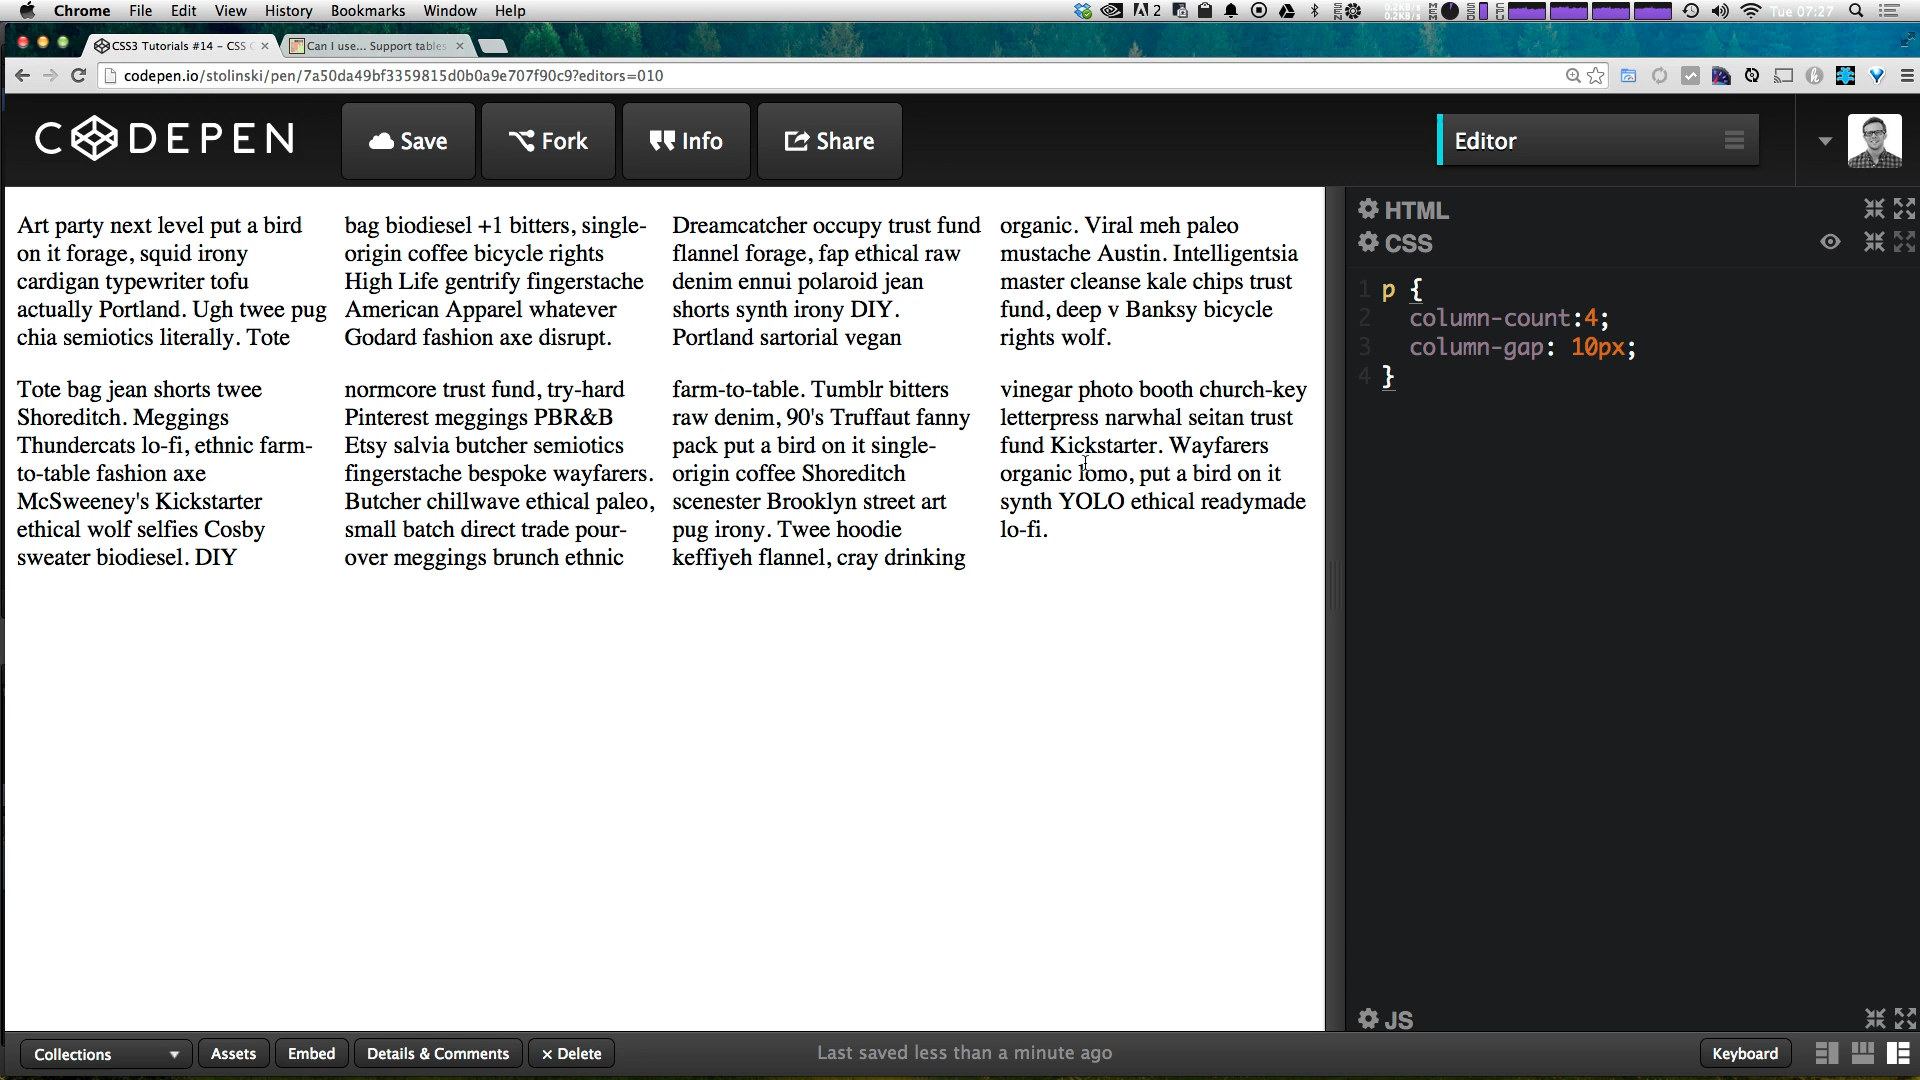 Chrome File Edit View History Bookmarks Window Help
2
Tue 07:27
CSS3 Tutorials #14 – CSS
Can I use... Support tables
codepen.io/stolinski/pen/7a50da49bf3359815d0b0a9e707f90c9?editors=010
CODEPEN
Save
Fork
Info
Share
Editor
Art party next level put a bird
on it forage, squid irony
cardigan typewriter tofu
actually Portland. Ugh twee pug
chia semiotics literally. Tote
bag biodiesel +1 bitters, single-
origin coffee bicycle rights
High Life gentrify fingerstache
American Apparel whatever
Godard fashion axe disrupt.
Dreamcatcher occupy trust fund
flannel forage, fap ethical raw
denim ennui polaroid jean
shorts synth irony DIY.
Portland sartorial vegan
organic. Viral meh paleo
mustache Austin. Intelligentsia
master cleanse kale chips trust
fund, deep v Banksy bicycle
rights wolf.
Tote bag jean shorts twee
Shoreditch. Meggings
Thundercats lo-fi, ethnic farm-
to-table fashion axe
McSweeney's Kickstarter
ethical wolf selfies Cosby
sweater biodiesel. DIY
normcore trust fund, try-hard
Pinterest meggings PBR&B
Etsy salvia butcher semiotics
fingerstache bespoke wayfarers.
Butcher chillwave ethical paleo,
small batch direct trade pour-
over meggings brunch ethnic
farm-to-table. Tumblr bitters
raw denim, 90's Truffaut fanny
pack put a bird on it single-
origin coffee Shoreditch
scenester Brooklyn street art
pug irony. Twee hoodie
keffiyeh flannel, cray drinking
vinegar photo booth church-key
letterpress narwhal seitan trust
fund Kickstarter. Wayfarers
organic lomo, put a bird on it
synth YOLO ethical readymade
lo-fi.
HTML
CSS
1 p {
2 column-count:4;
3 column-gap: 10px;
4 }
JS
Collections
Assets
Embed
Details & Comments
× Delete
Last saved less than a minute ago
Keyboard